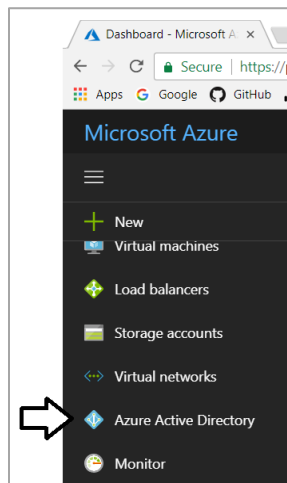 Dashboard - Microsoft A
Secure | https://
Apps Google GitHub
Microsoft Azure
New
Virtual machines
Load balancers
Storage accounts
Virtual networks
Azure Active Directory
Monitor